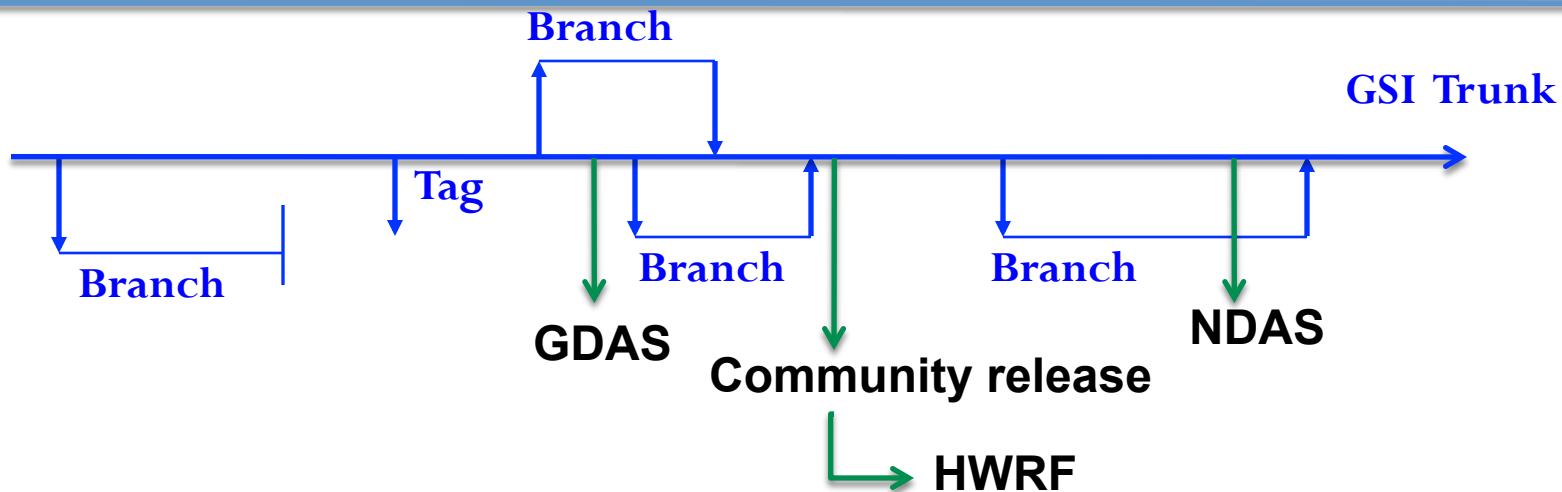 Branch
GSI Trunk
Tag
Branch
Branch
Branch
GDAS
NDAS
Community release
HWRF